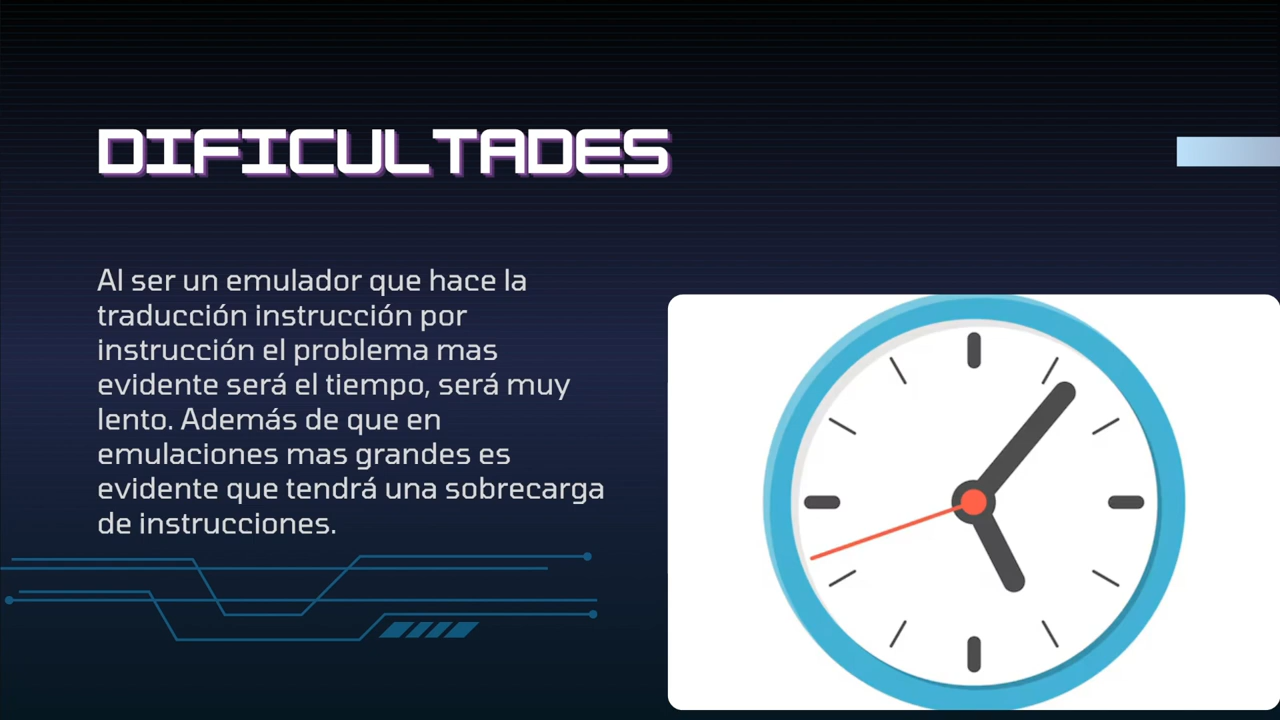 DIFICULTADES
Al ser un emulador que hace la
traducción instrucción por
instrucción el problema mas
evidente será el tiempo, será muy
lento. Además de que en
emulaciones mas grandes es
evidente que tendrá una sobrecarga
de instrucciones.